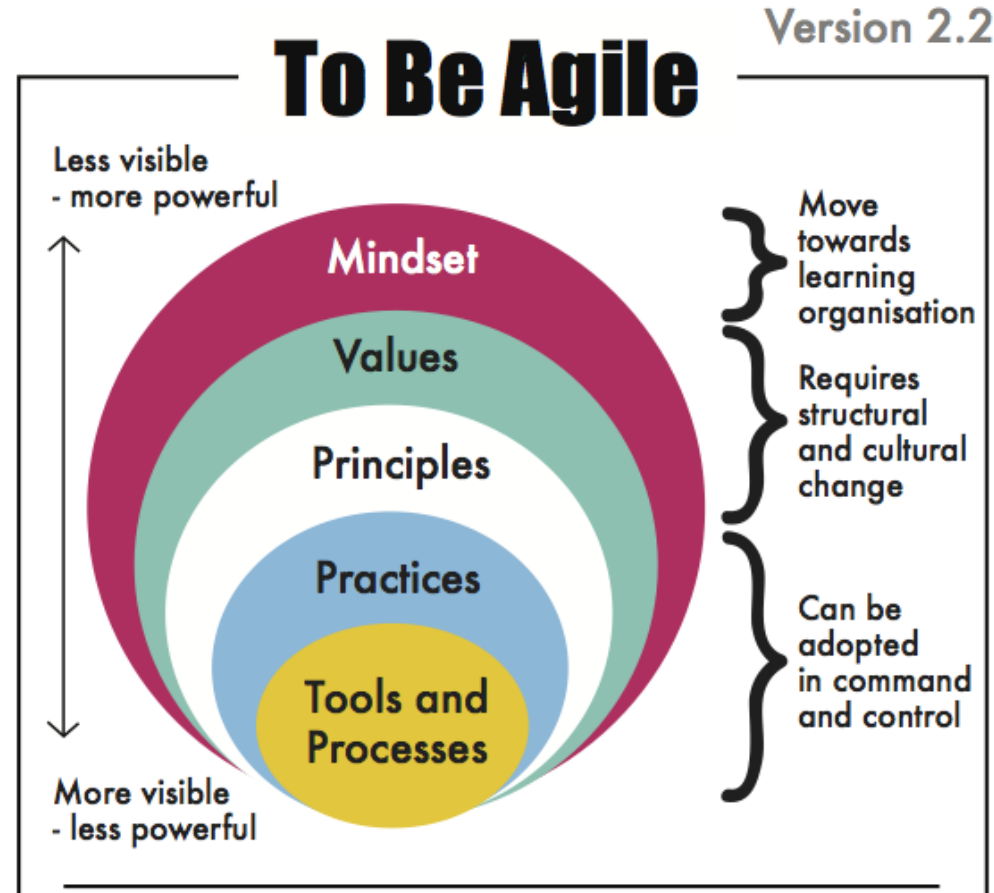 Version 2.2
To Be Agile
Less visible
- more powerful
Mindset
Values
Principles
Practices
Tools and
Processes
More visible
- less powerful
Move
towards
learning
organisation
Requires
structural
and cultural
change
Can be
adopted
in command
and control